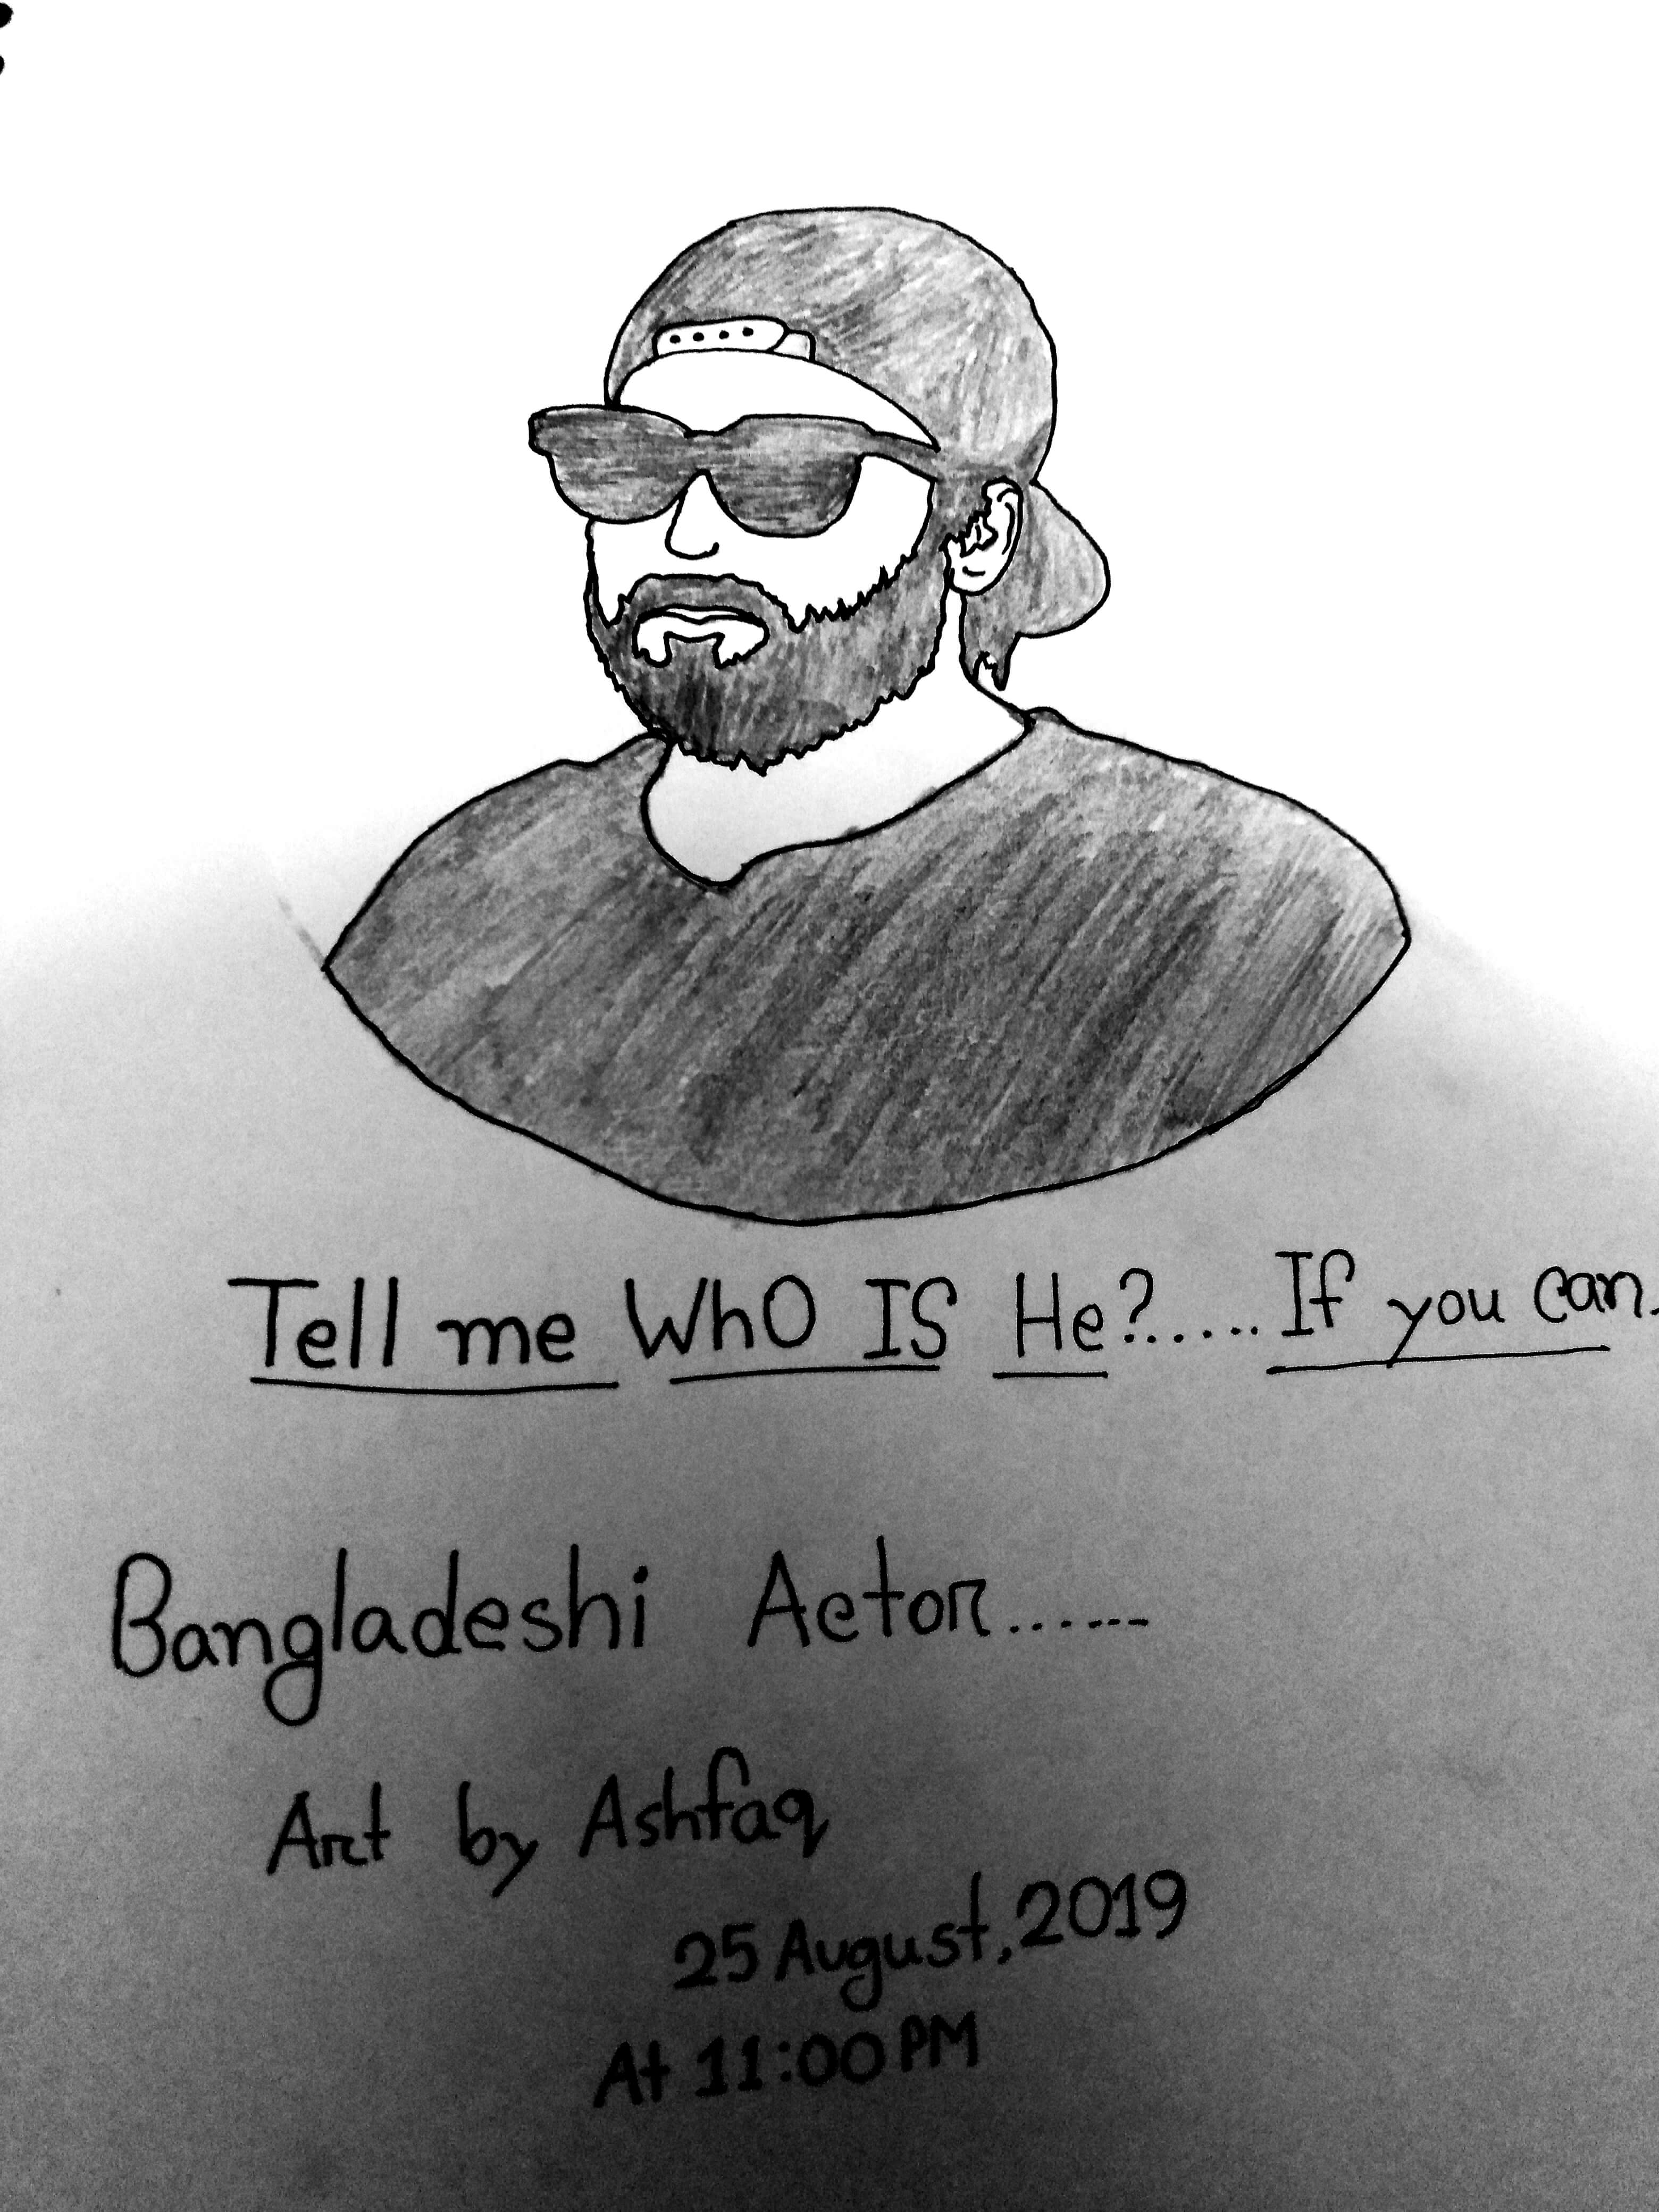 Tell me WhO IS He?..... If you can.
Bangladeshi Actor.......
Art by Ashfaq
25 August, 2019
At 11:00 PM